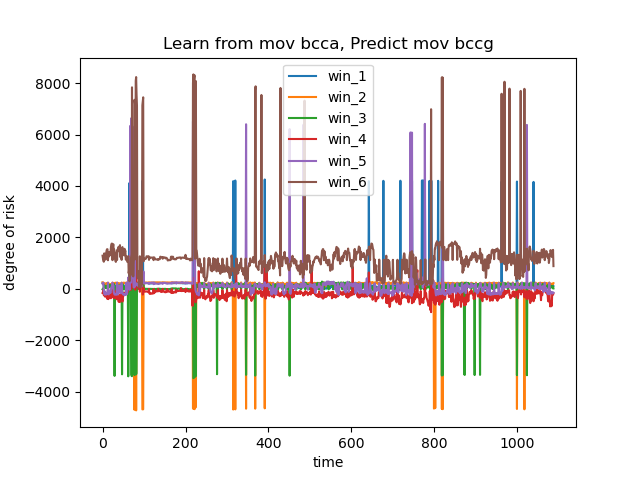 Learn from mov bcca, Predict mov bccg
degree of risk
8000
6000
4000
2000
0
−2000
−4000
win_1
win_2
win_3
win_4
win_5
win_6
0 200 400 600 800 1000
time